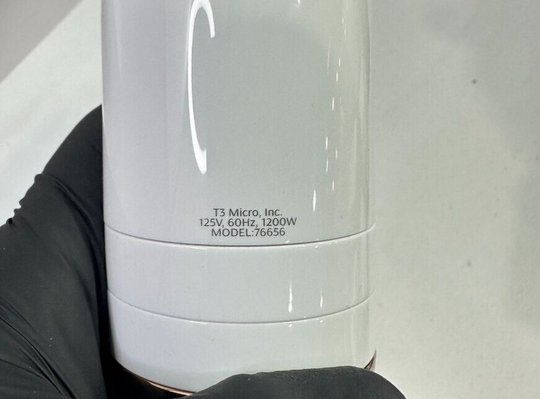 T3 Micro, Inc.
125V, 60Hz, 1200W
MODEL:76656